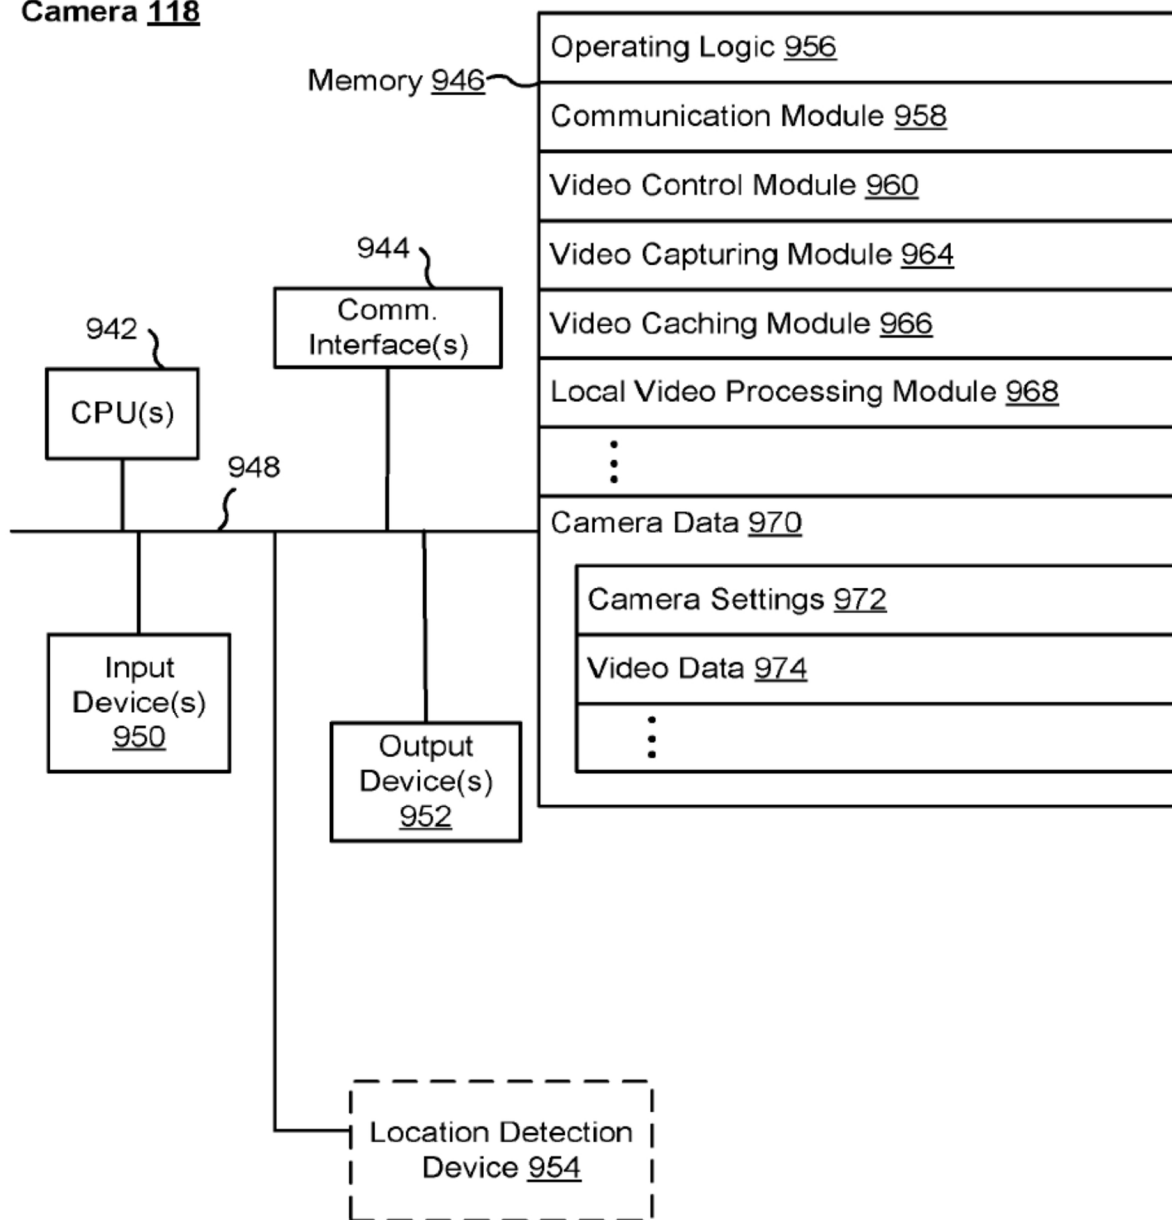 Camera 118
Operating Logic 956
Memory 946
Communication Module 958
Video Control Module 960
944
Video Capturing Module 964
Comm.
Interface(s)
Video Caching Module 966
942
CPU(s)
Local Video Processing Module 968
948
Camera Data 970
Camera Settings 972
Input
Device(s)
950
Video Data 974
Output
Device(s)
952
Location Detection
Device 954